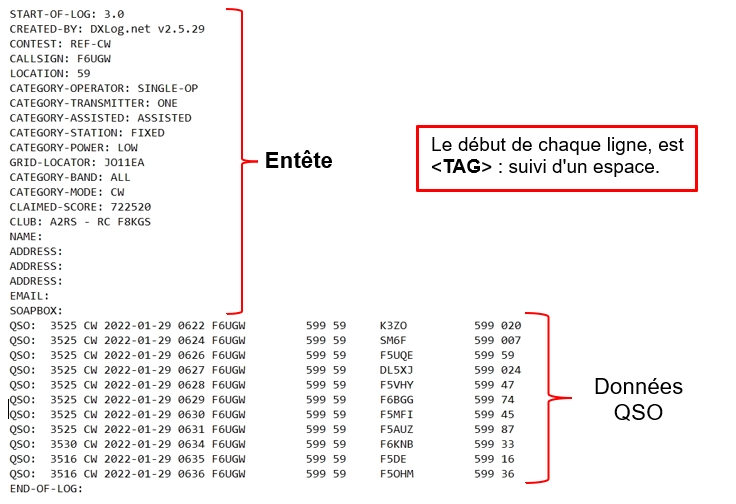 START-OF-LOG: 3.0
CREATED-BY: DXLog.net v2.5.29
CONTEST: REF-CW
CALLSIGN: F6UGW
LOCATION: 59
CATEGORY-OPERATOR: SINGLE-OP
CATEGORY-TRANSMITTER: ONE
CATEGORY-ASSISTED: ASSISTED
CATEGORY-STATION: FIXED
CATEGORY-POWER: LOW
GRID-LOCATOR: JO11EA
CATEGORY-BAND: ALL
CATEGORY-MODE: CW
CLAIMED-SCORE: 722520
CLUB: A2RS - RC F8KGS
NAME:
ADDRESS:
ADDRESS:
ADDRESS:
EMAIL:
SOAPBOX:
Entête
Le début de chaque ligne, est
<TAG> : suivi d'un espace.
QSO:  3525 CW 2022-01-29 0622 F6UGW         599 59     K3ZO          599 020
QSO:  3525 CW 2022-01-29 0624 F6UGW         599 59     SM6F          599 007
QSO:  3525 CW 2022-01-29 0626 F6UGW         599 59     F5UQE         599 59
QSO:  3525 CW 2022-01-29 0627 F6UGW         599 59     DL5XJ         599 024
QSO:  3525 CW 2022-01-29 0628 F6UGW         599 59     F5VHY         599 47
QSO:  3525 CW 2022-01-29 0629 F6UGW         599 59     F6BGG         599 74
QSO:  3525 CW 2022-01-29 0630 F6UGW         599 59     F5MFI         599 45
QSO:  3525 CW 2022-01-29 0631 F6UGW         599 59     F5AUZ         599 87
QSO:  3530 CW 2022-01-29 0634 F6UGW         599 59     F6KNB         599 33
QSO:  3516 CW 2022-01-29 0635 F6UGW         599 59     F5DE          599 16
QSO:  3516 CW 2022-01-29 0636 F6UGW         599 59     F5OHM         599 36
END-OF-LOG:
Données
QSO